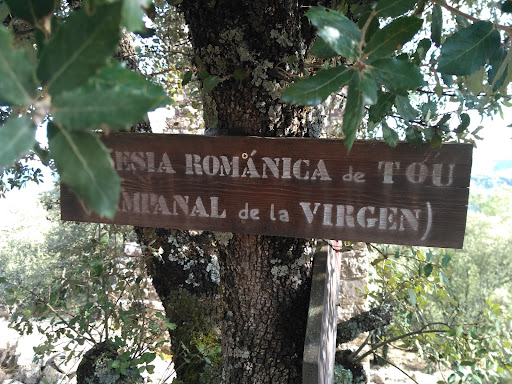 ESIA ROMÁNICA de TOU
MPANAL de la VIRGEN)